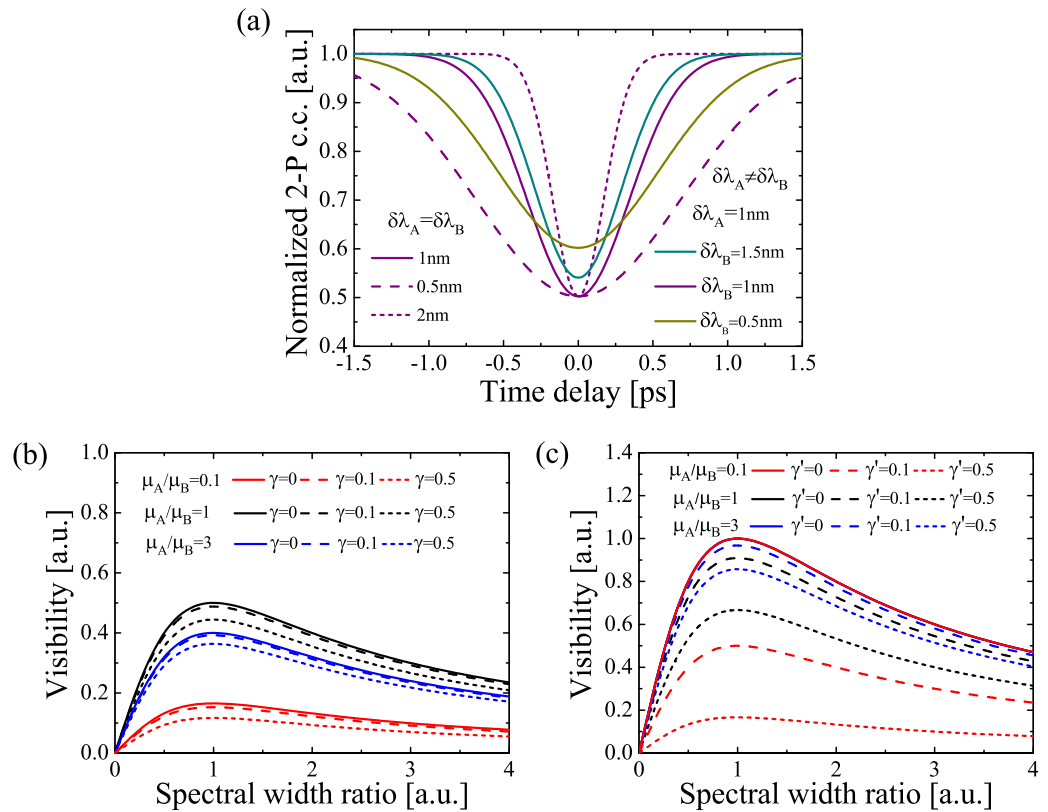 (a)
Normalized 2-P c.c. [a.u.]
1.0
0.9
0.8
0.7
0.6
0.5
0.4
-1.5 -1.0 -0.5 0.0 0.5 1.0 1.5
Time delay [ps]
δλA=δλB
1nm
0.5nm
2nm
δλA≠δλB
δλA=1nm
δλB=1.5nm
δλB=1nm
δλB=0.5nm
(b)
Visibility [a.u.]
1.0
0.8
0.6
0.4
0.2
0.0
0 1 2 3 4
Spectral width ratio [a.u.]
μA/μB=0.1 γ=0 γ=0.1 γ=0.5
μA/μB=1 γ=0 γ=0.1 γ=0.5
μA/μB=3 γ=0 γ=0.1 γ=0.5
(c)
Visibility [a.u.]
1.4
1.2
1.0
0.8
0.6
0.4
0.2
0.0
0 1 2 3 4
Spectral width ratio [a.u.]
μA/μB=0.1 γ'=0 γ'=0.1 γ'=0.5
μA/μB=1 γ'=0 γ'=0.1 γ'=0.5
μA/μB=3 γ'=0 γ'=0.1 γ'=0.5